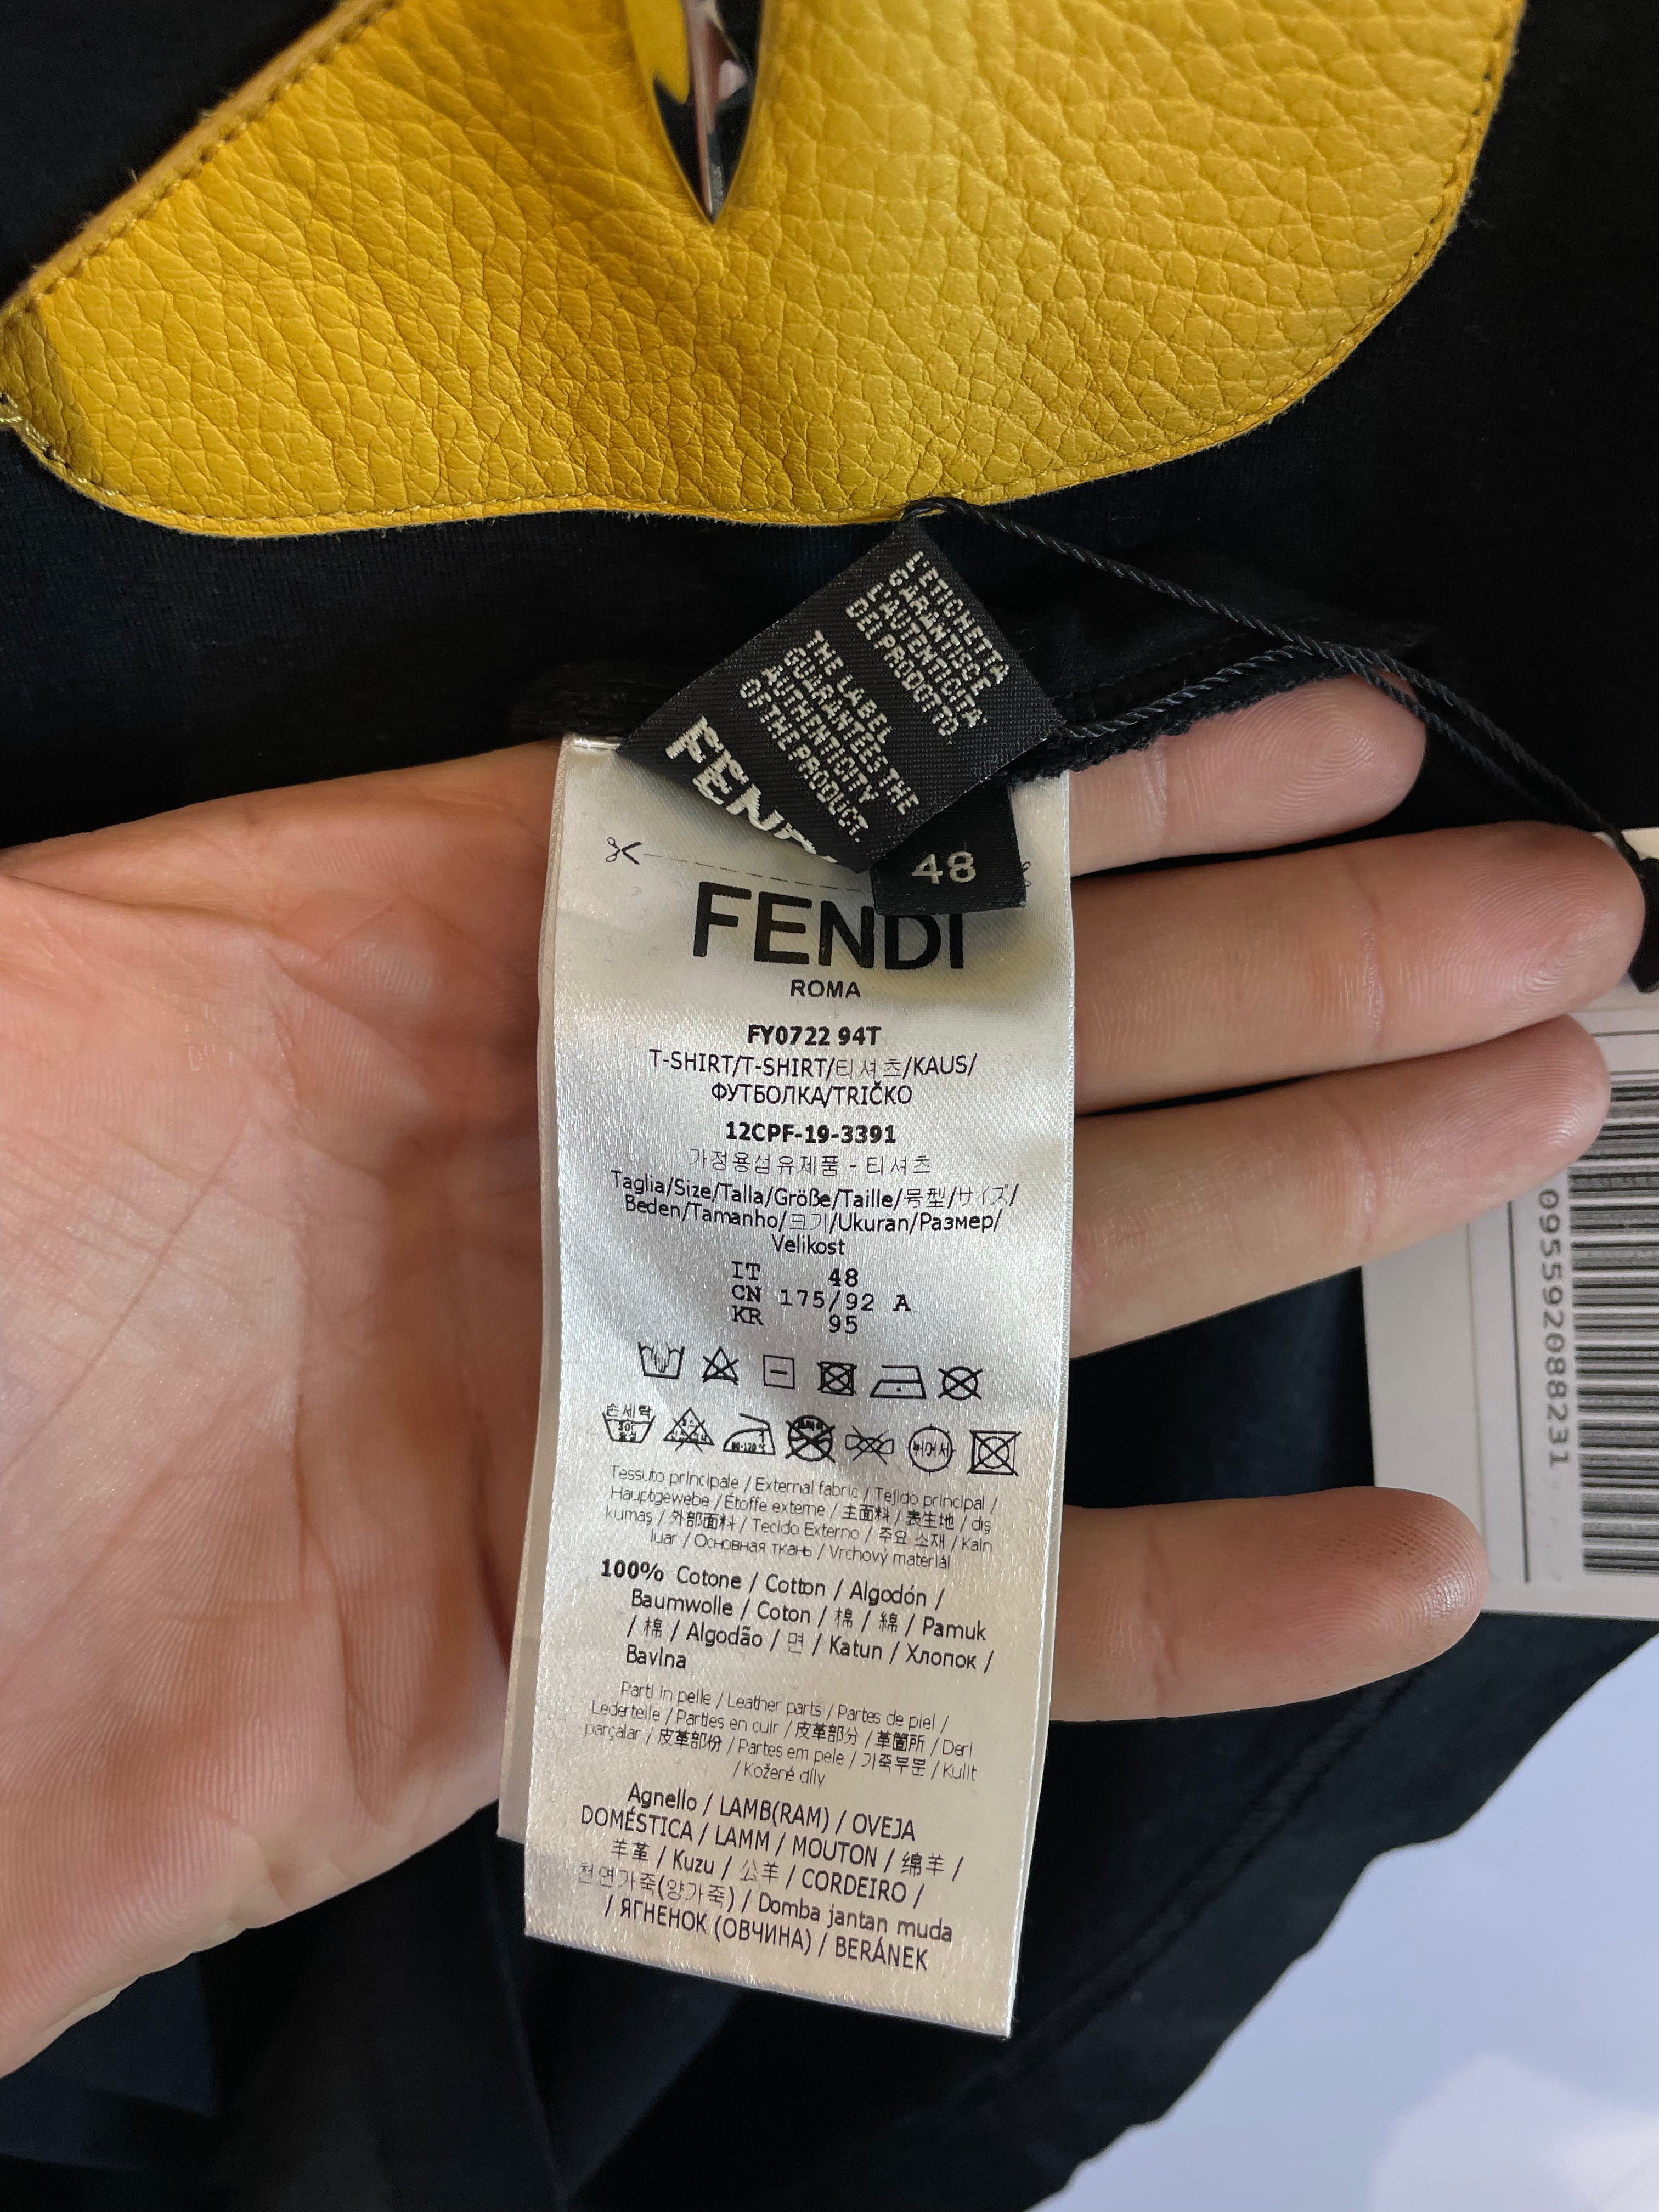 L'ETICHETTA
GARANTISCE
L'AUTENTICITA'
DEL PRODOTTO.
THE LABEL
GUARANTEES THE
AUTHENTICITY
OF THE PRODUCT.
48
FENDI
ROMA
FY0722 94T
T-SHIRT/T-SHIRT/티셔츠/KAUS/
ФУТБОЛКА/TRIČKO
12CPF-19-3391
가정용섬유제품 - 티셔츠
Taglia/Size/Talla/Größe/Taille/号型/サイズ/
Beden/Tamanho/크기/Ukuran/Размер/
Velikost
IT 48
CN 175/92 A
KR 95
손세탁
Tessuto principale / External fabric / Tejido principal /
Hauptgewebe / Étoffe externe / 主面料 / 表生地 / dış
kumaş / 外部面料 / Tecido Externo / 주요 소재 / Kain
luar / Основная ткань / Vrchový materiál
100% Cotone / Cotton / Algodón /
Baumwolle / Coton / 棉 / 綿 / Pamuk
/ 棉 / Algodão / 면 / Katun / Хлопок /
Bavlna
Parti in pelle / Leather parts / Partes de piel /
Lederteile / Parties en cuir / 皮革部分 / 革箇所 / Deri
parçalar / 皮革部份 / Partes em pele / 가죽부분 / Kulit
/ Kožené díly
Agnello / LAMB(RAM) / OVEJA
DOMÉSTICA / LAMM / MOUTON / 绵羊 /
羊革 / Kuzu / 公羊 / CORDEIRO /
천연가죽(양가죽) / Domba jantan muda
/ ЯГНЕНОК (ОВЧИНА) / BERÁNEK
0955920888231